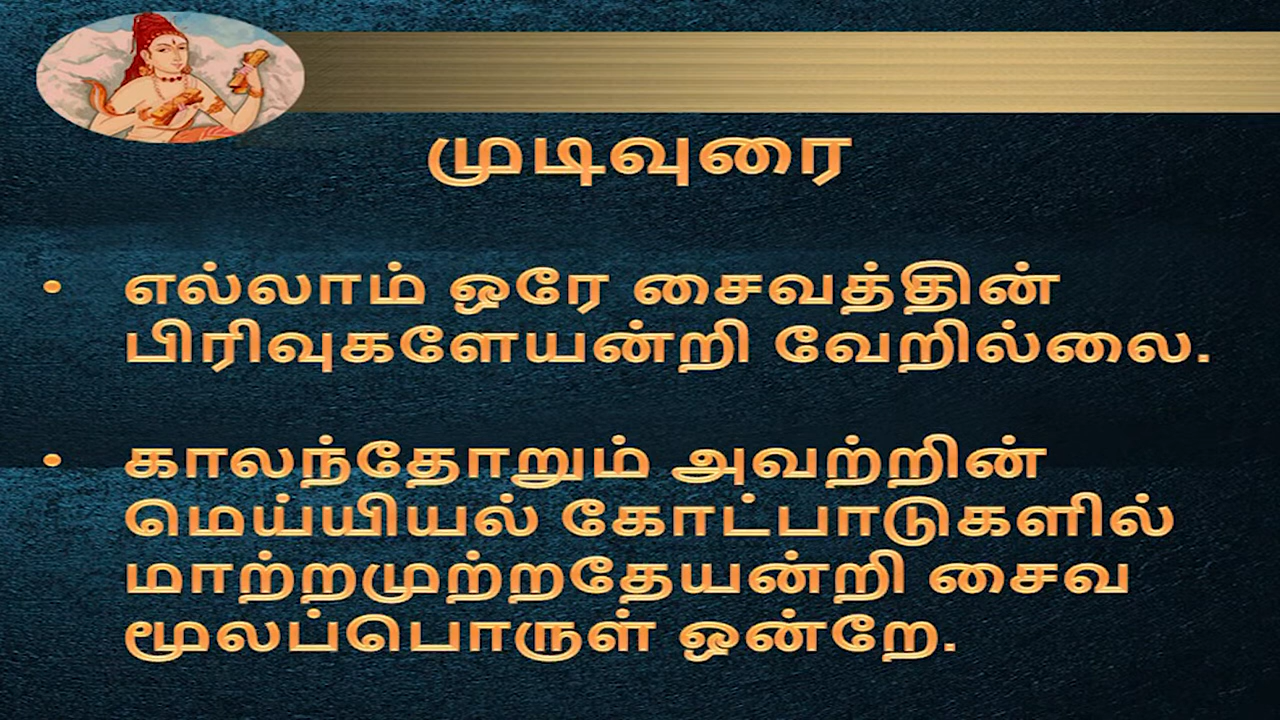 முடிவுரை
• எல்லாம் ஒரே சைவத்தின்
பிரிவுகளேயன்றி வேறில்லை.
• காலந்தோறும் அவற்றின்
மெய்யியல் கோட்பாடுகளில்
மாற்றமுற்றதேயன்றி சைவ
மூலப்பொருள் ஒன்றே.